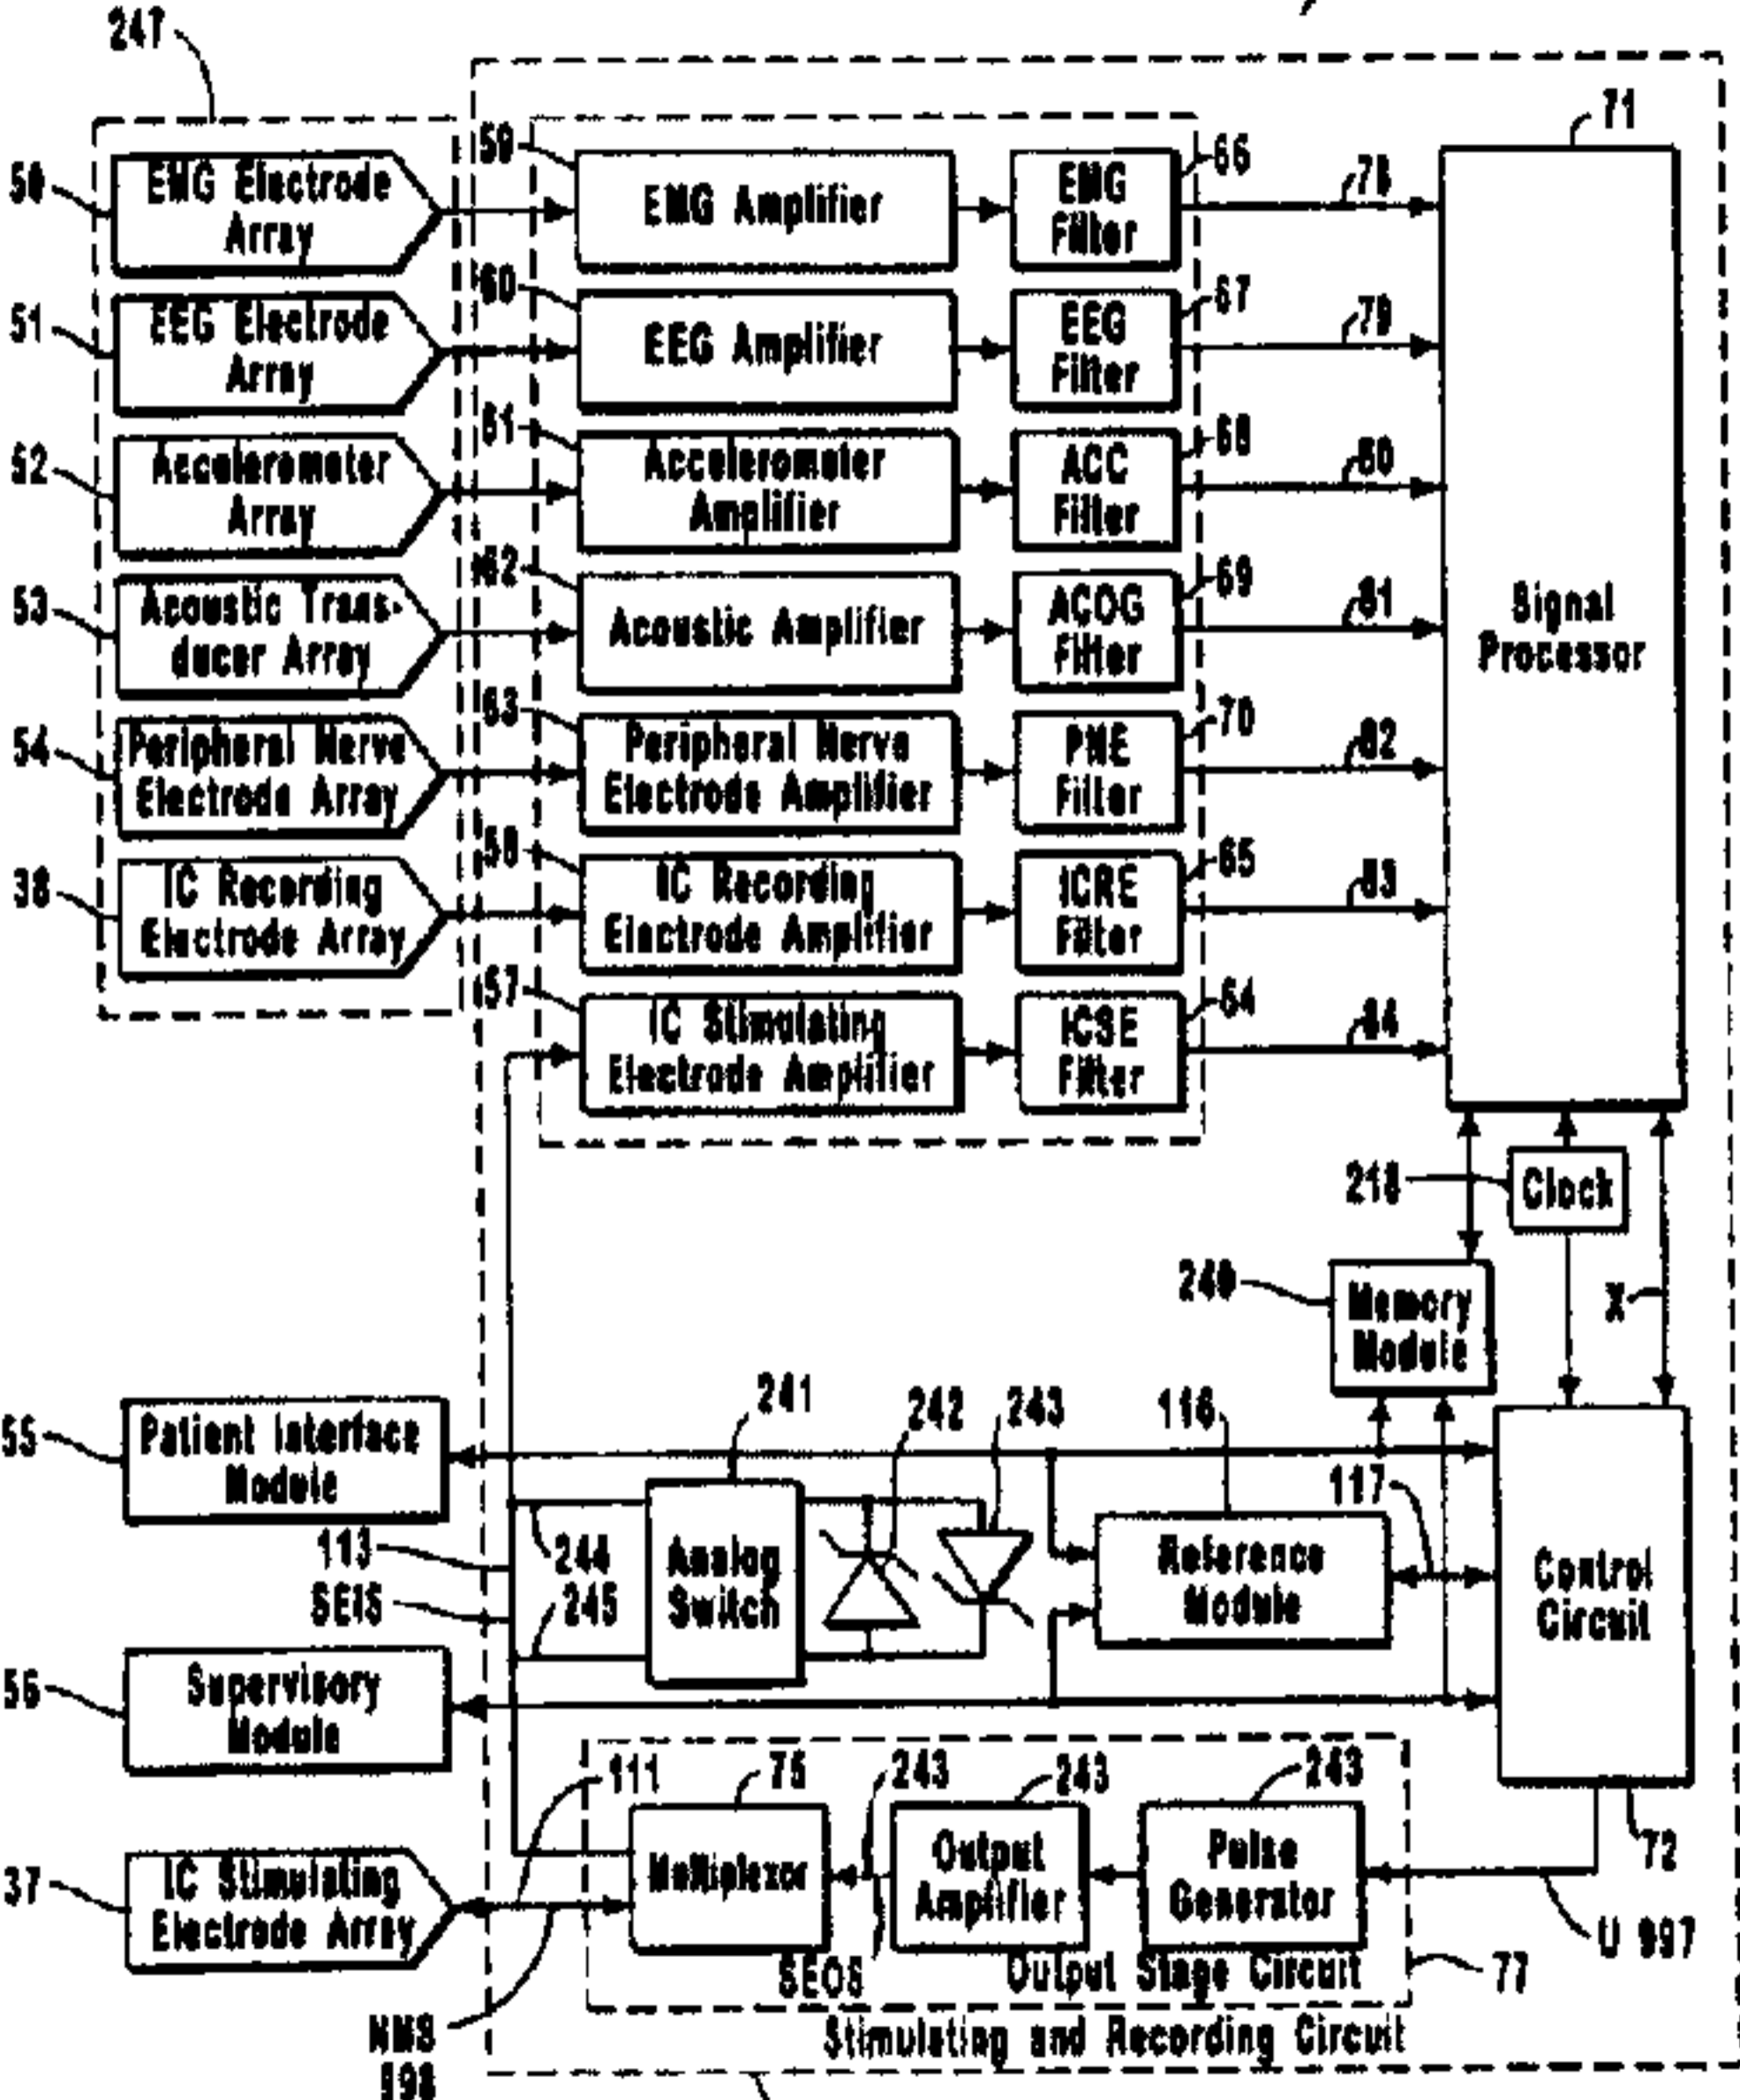 247
71
50
EMG Electrode
Array
59
EMG Amplifier
EMG
Filter
66
78
51
EEG Electrode
Array
60
EEG Amplifier
EEG
Filter
67
79
52
Accelerometer
Array
61
Accelerometer
Amplifier
ACC
Filter
68
80
53
Acoustic Trans-
ducer Array
62
Acoustic Amplifier
ACOG
Filter
69
81
Signal
Processor
54
Peripheral Nerve
Electrode Array
63
Peripheral Nerve
Electrode Amplifier
PNE
Filter
70
82
38
IC Recording
Electrode Array
58
IC Recording
Electrode Amplifier
ICRE
Filter
65
83
57
IC Stimulating
Electrode Amplifier
ICSE
Filter
64
84
218
Clock
240
Memory
Module
X
55
Patient Interface
Module
241
242
243
116
117
113
SEIS
244
245
Analog
Switch
Reference
Module
Control
Circuit
56
Supervisory
Module
111
75
243
243
243
72
37
IC Stimulating
Electrode Array
Multiplexor
Output
Amplifier
Pulse
Generator
U 997
SEOS
Output Stage Circuit
77
NMS
998
Stimulating and Recording Circuit